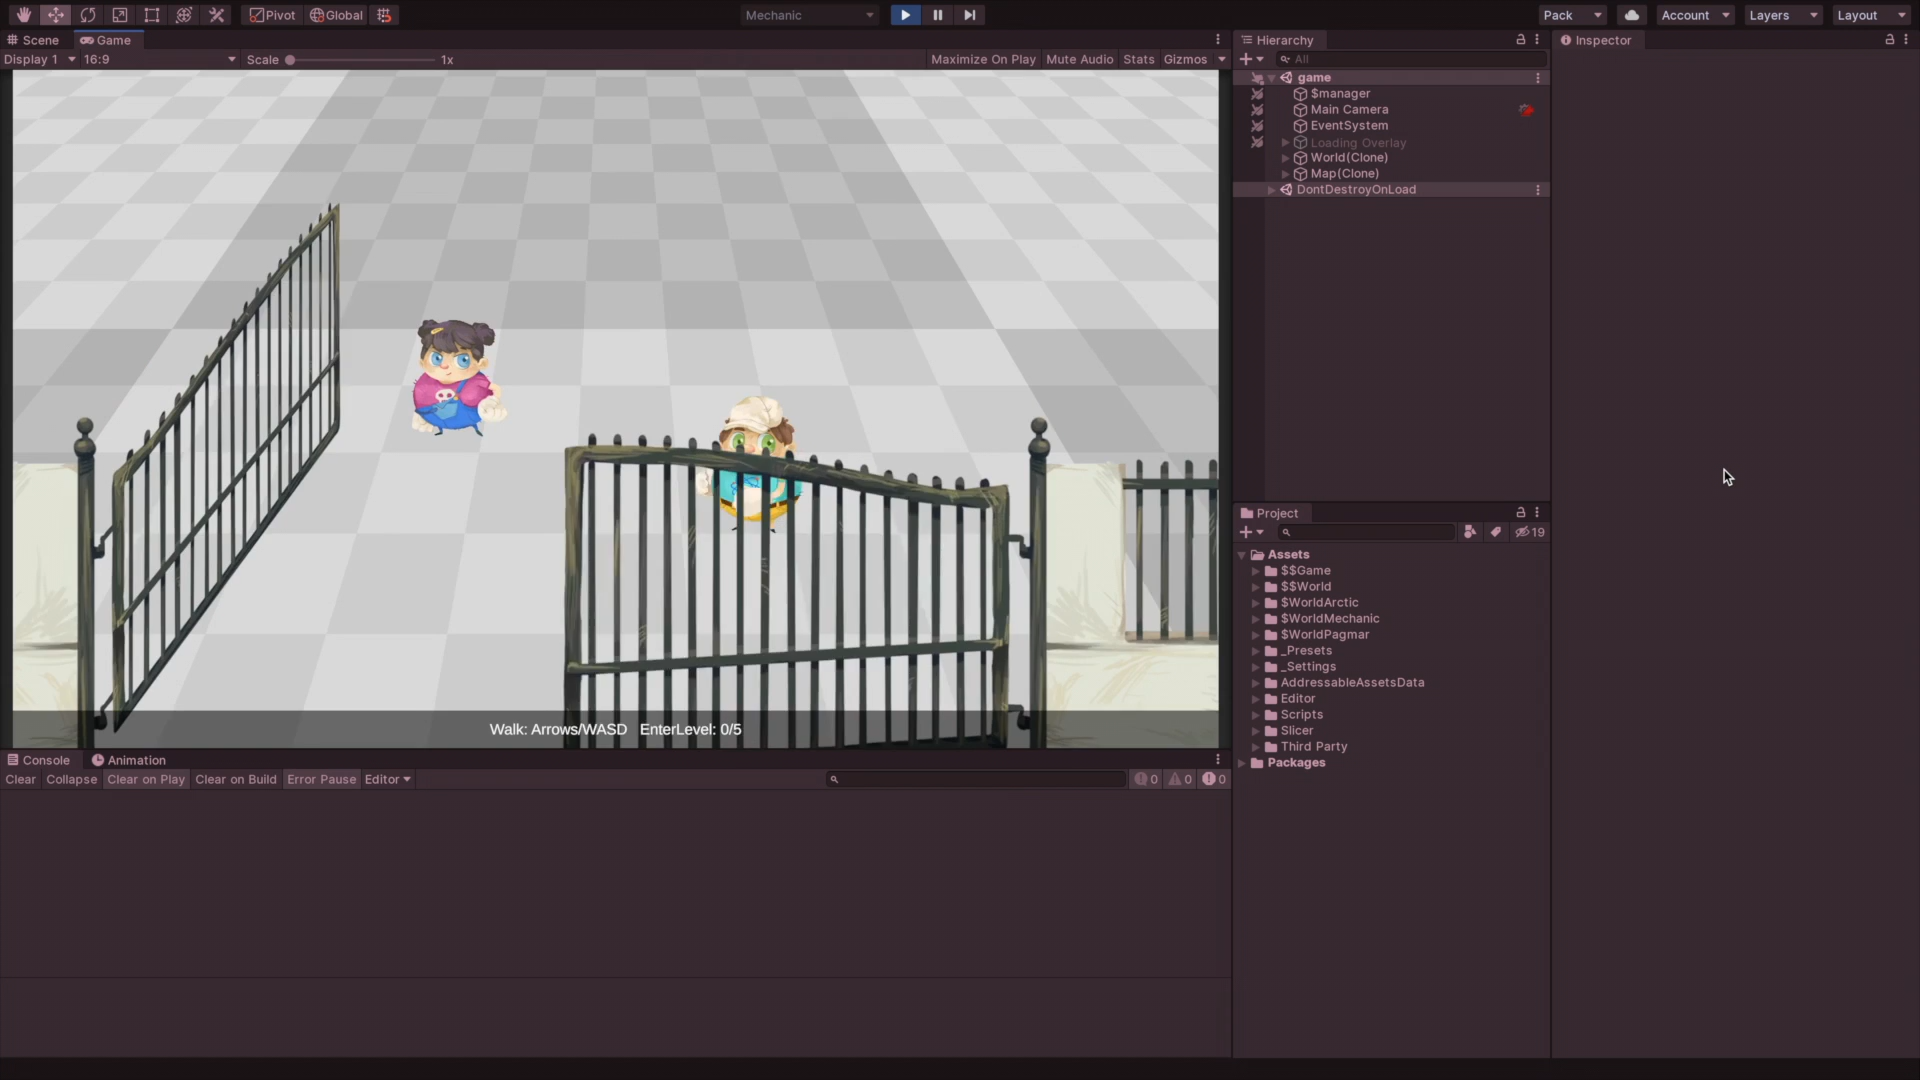 Pivot Global Mechanic Pack Account Layers Layout
Scene Game
Display 1 16:9 Scale 1x Maximize On Play Mute Audio Stats Gizmos
Walk: Arrows/WASD EnterLevel: 0/5
Console Animation
Clear Collapse Clear on Play Clear on Build Error Pause Editor 0 0 0
Hierarchy
All
game
$manager
Main Camera
EventSystem
Loading Overlay
World(Clone)
Map(Clone)
DontDestroyOnLoad
Project
19
Assets
$$Game
$$World
$WorldArctic
$WorldMechanic
$WorldPagmar
_Presets
_Settings
AddressableAssetsData
Editor
Scripts
Slicer
Third Party
Packages
Inspector